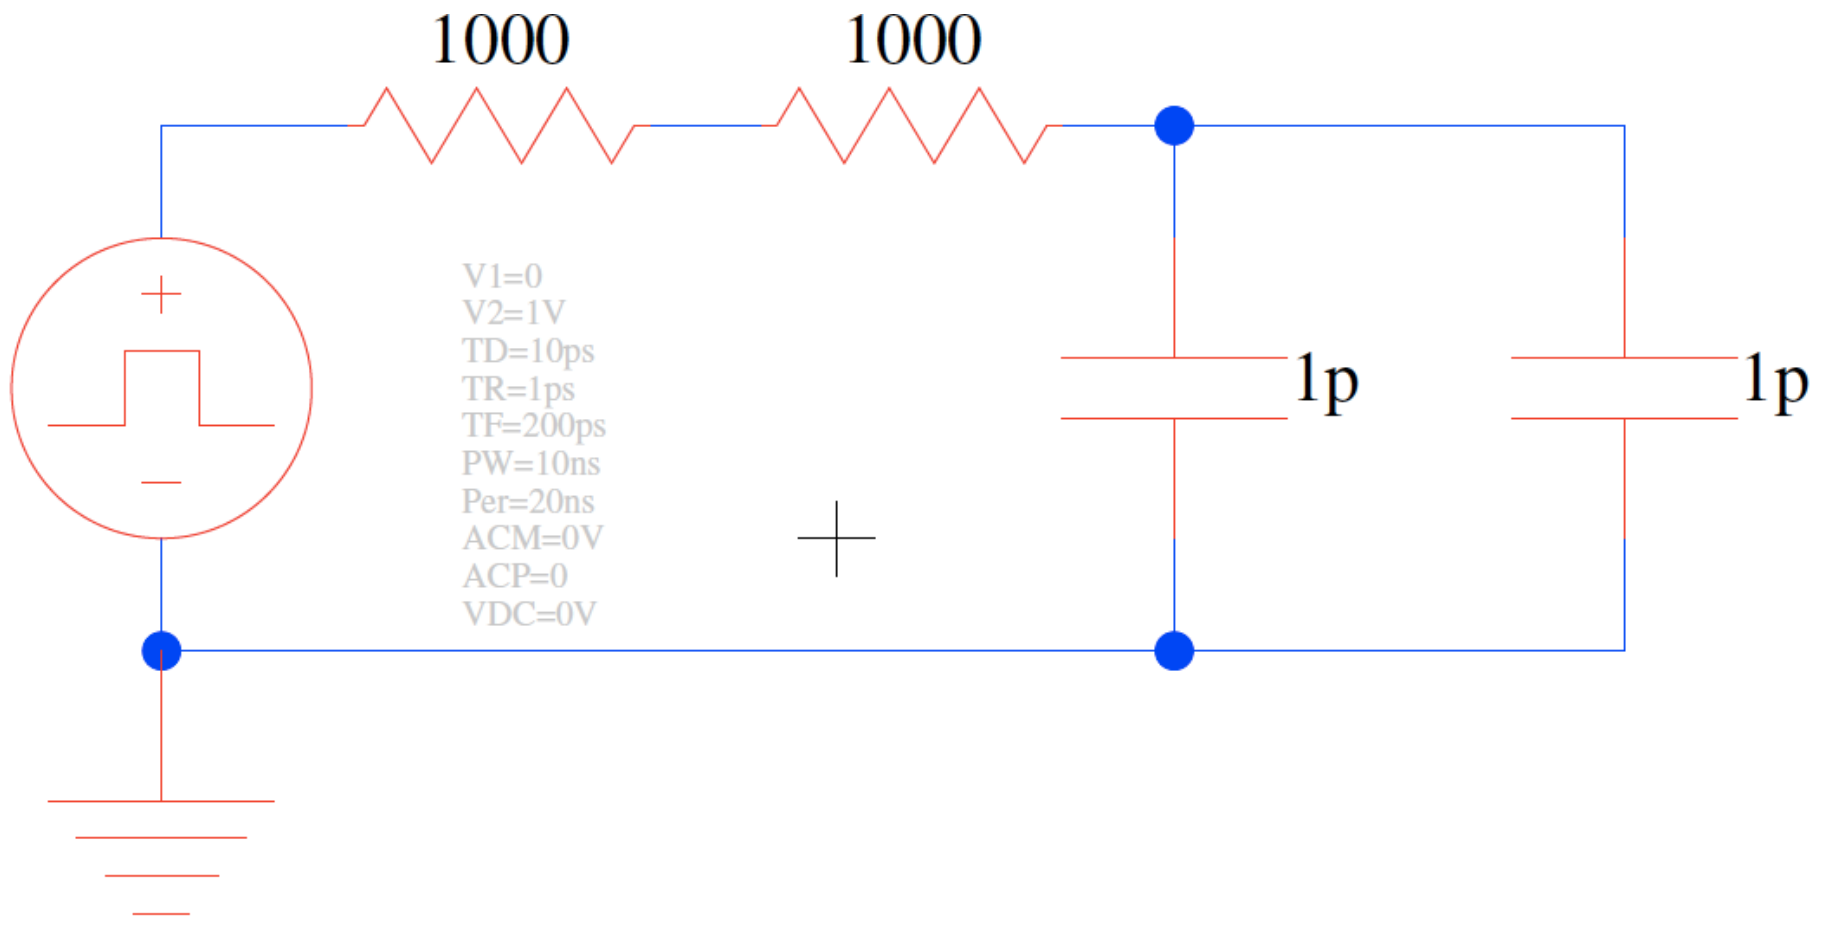 1000
1000
V1=0
V2=1V
TD=10ps
TR=1ps
TF=200ps
PW=10ns
Per=20ns
ACM=0V
ACP=0
VDC=0V
1p
1p